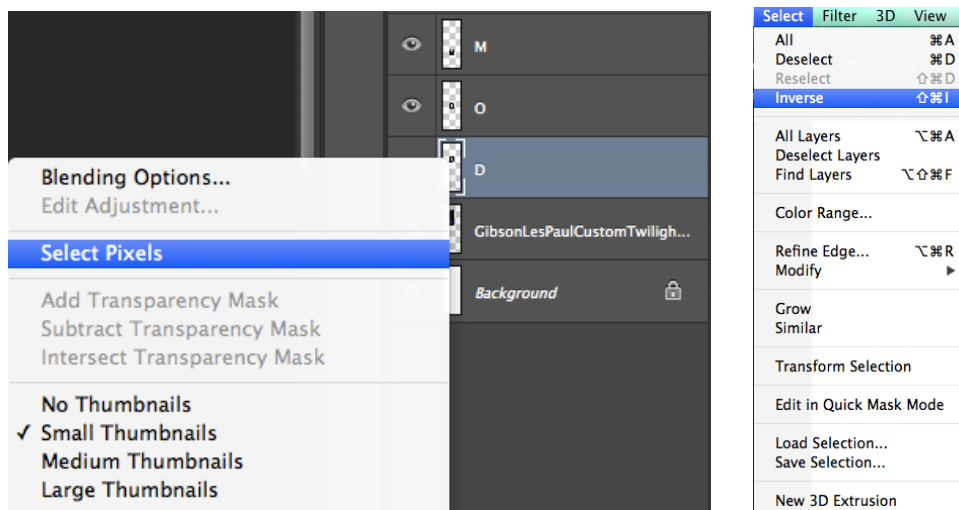 M
O
D
GibsonLesPaulCustomTwiligh...
Background
Blending Options...
Edit Adjustment...
Select Pixels
Add Transparency Mask
Subtract Transparency Mask
Intersect Transparency Mask
No Thumbnails
✓ Small Thumbnails
Medium Thumbnails
Large Thumbnails
Select Filter 3D View
All ⌘A
Deselect ⌘D
Reselect ⇧⌘D
Inverse ⇧⌘I
All Layers ⌥⌘A
Deselect Layers
Find Layers ⌥⇧⌘F
Color Range...
Refine Edge... ⌥⌘R
Modify ▶
Grow
Similar
Transform Selection
Edit in Quick Mask Mode
Load Selection...
Save Selection...
New 3D Extrusion